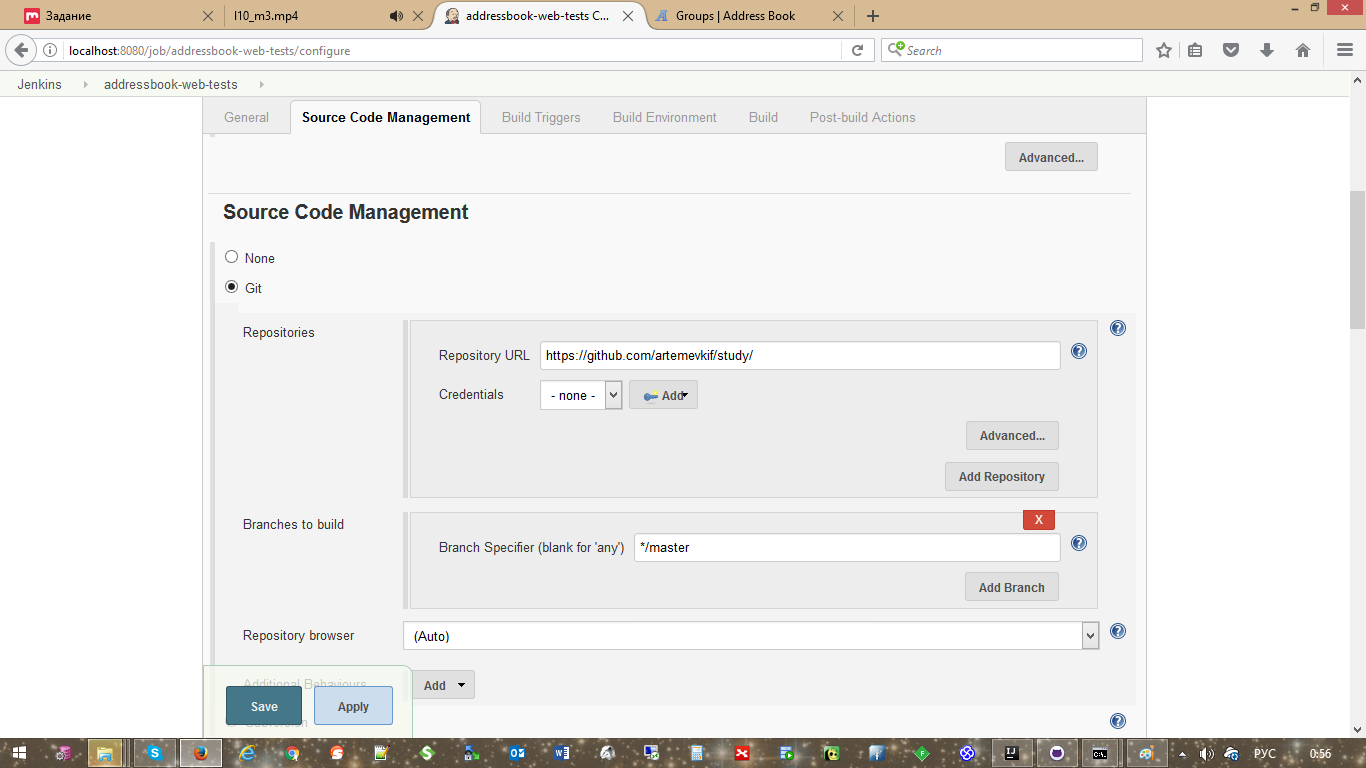 Задание
l10_m3.mp4
addressbook-web-tests C...
Groups | Address Book
localhost:8080/job/addressbook-web-tests/configure
Search
Jenkins
addressbook-web-tests
General
Source Code Management
Build Triggers
Build Environment
Build
Post-build Actions
Advanced...
Source Code Management
None
Git
Repositories
Repository URL
https://github.com/artemevkif/study/
Credentials
- none -
Add
Advanced...
Add Repository
Branches to build
X
Branch Specifier (blank for 'any')
*/master
Add Branch
Repository browser
(Auto)
Additional Behaviours
Add
Save
Apply
Subversion
РУС
0:56